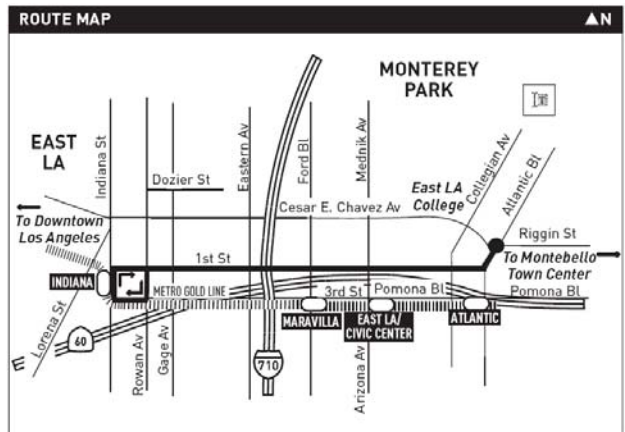 ROUTE MAP
▲N
MONTEREY
PARK
EAST
LA
Indiana St
Eastern Av
Ford Bl
Mednik Av
Collegian Av
Atlantic Bl
Dozier St
East LA
College
Cesar E. Chavez Av
To Downtown
Los Angeles
Riggin St
1st St
To Montebello
Town Center
INDIANA
METRO GOLD LINE
3rd St
Pomona Bl
Pomona Bl
MARAVILLA
EAST LA/
CIVIC CENTER
ATLANTIC
Lorena St
60
Rowan Av
Gage Av
710
Arizona Av